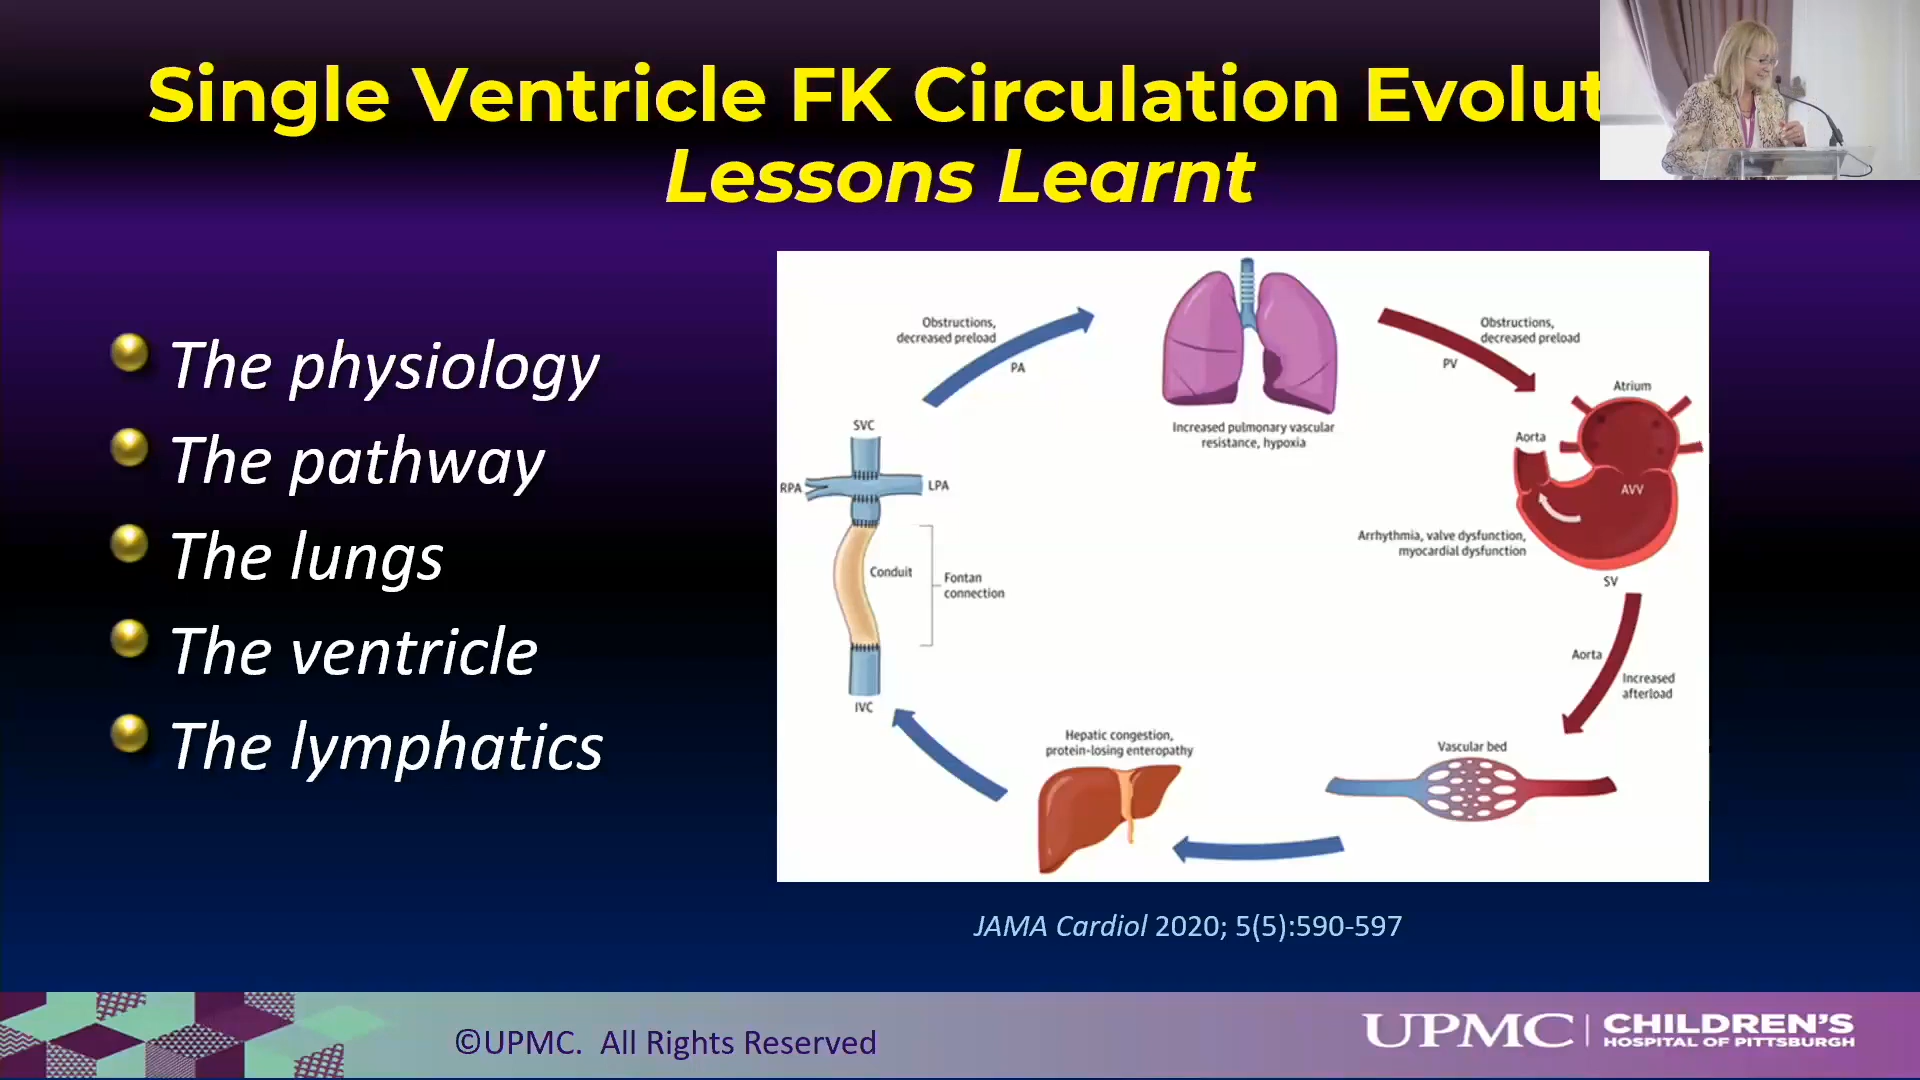 Single Ventricle FK Circulation Evolut
Lessons Learnt
The physiology
The pathway
The lungs
The ventricle
The lymphatics
Obstructions,
decreased preload
PA
Increased pulmonary vascular
resistance, hypoxia
Obstructions,
decreased preload
PV
Atrium
Aorta
AVV
Arrhythmia, valve dysfunction,
myocardial dysfunction
SV
Aorta
Increased
afterload
Vascular bed
Hepatic congestion,
protein-losing enteropathy
SVC
RPA
LPA
Conduit
Fontan
connection
IVC
JAMA Cardiol 2020; 5(5):590-597
©UPMC. All Rights Reserved
UPMC | CHILDREN'S
HOSPITAL OF PITTSBURGH